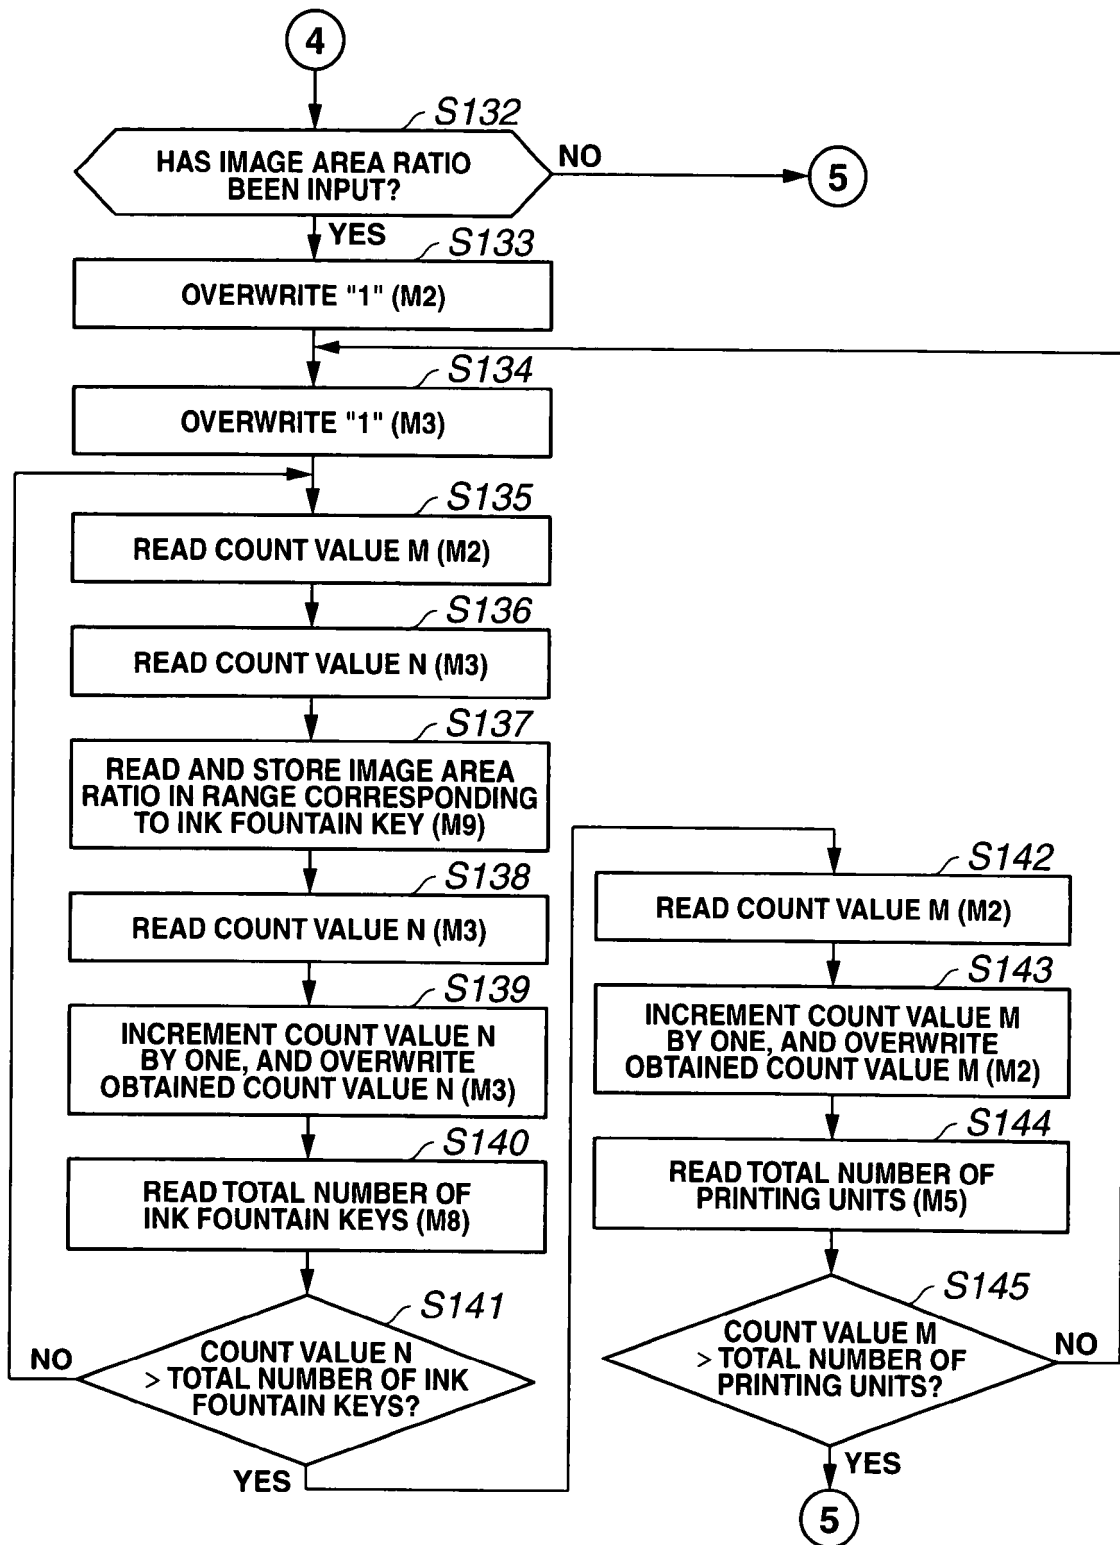 4
S132
HAS IMAGE AREA RATIO
BEEN INPUT?
NO
5
YES
S133
OVERWRITE "1" (M2)
S134
OVERWRITE "1" (M3)
S135
READ COUNT VALUE M (M2)
S136
READ COUNT VALUE N (M3)
S137
READ AND STORE IMAGE AREA
RATIO IN RANGE CORRESPONDING
TO INK FOUNTAIN KEY (M9)
S138
READ COUNT VALUE N (M3)
S139
INCREMENT COUNT VALUE N
BY ONE, AND OVERWRITE
OBTAINED COUNT VALUE N (M3)
S140
READ TOTAL NUMBER OF
INK FOUNTAIN KEYS (M8)
S141
COUNT VALUE N
> TOTAL NUMBER OF INK
FOUNTAIN KEYS?
NO
YES
S142
READ COUNT VALUE M (M2)
S143
INCREMENT COUNT VALUE M
BY ONE, AND OVERWRITE
OBTAINED COUNT VALUE M (M2)
S144
READ TOTAL NUMBER OF
PRINTING UNITS (M5)
S145
COUNT VALUE M
> TOTAL NUMBER OF
PRINTING UNITS?
NO
YES
5